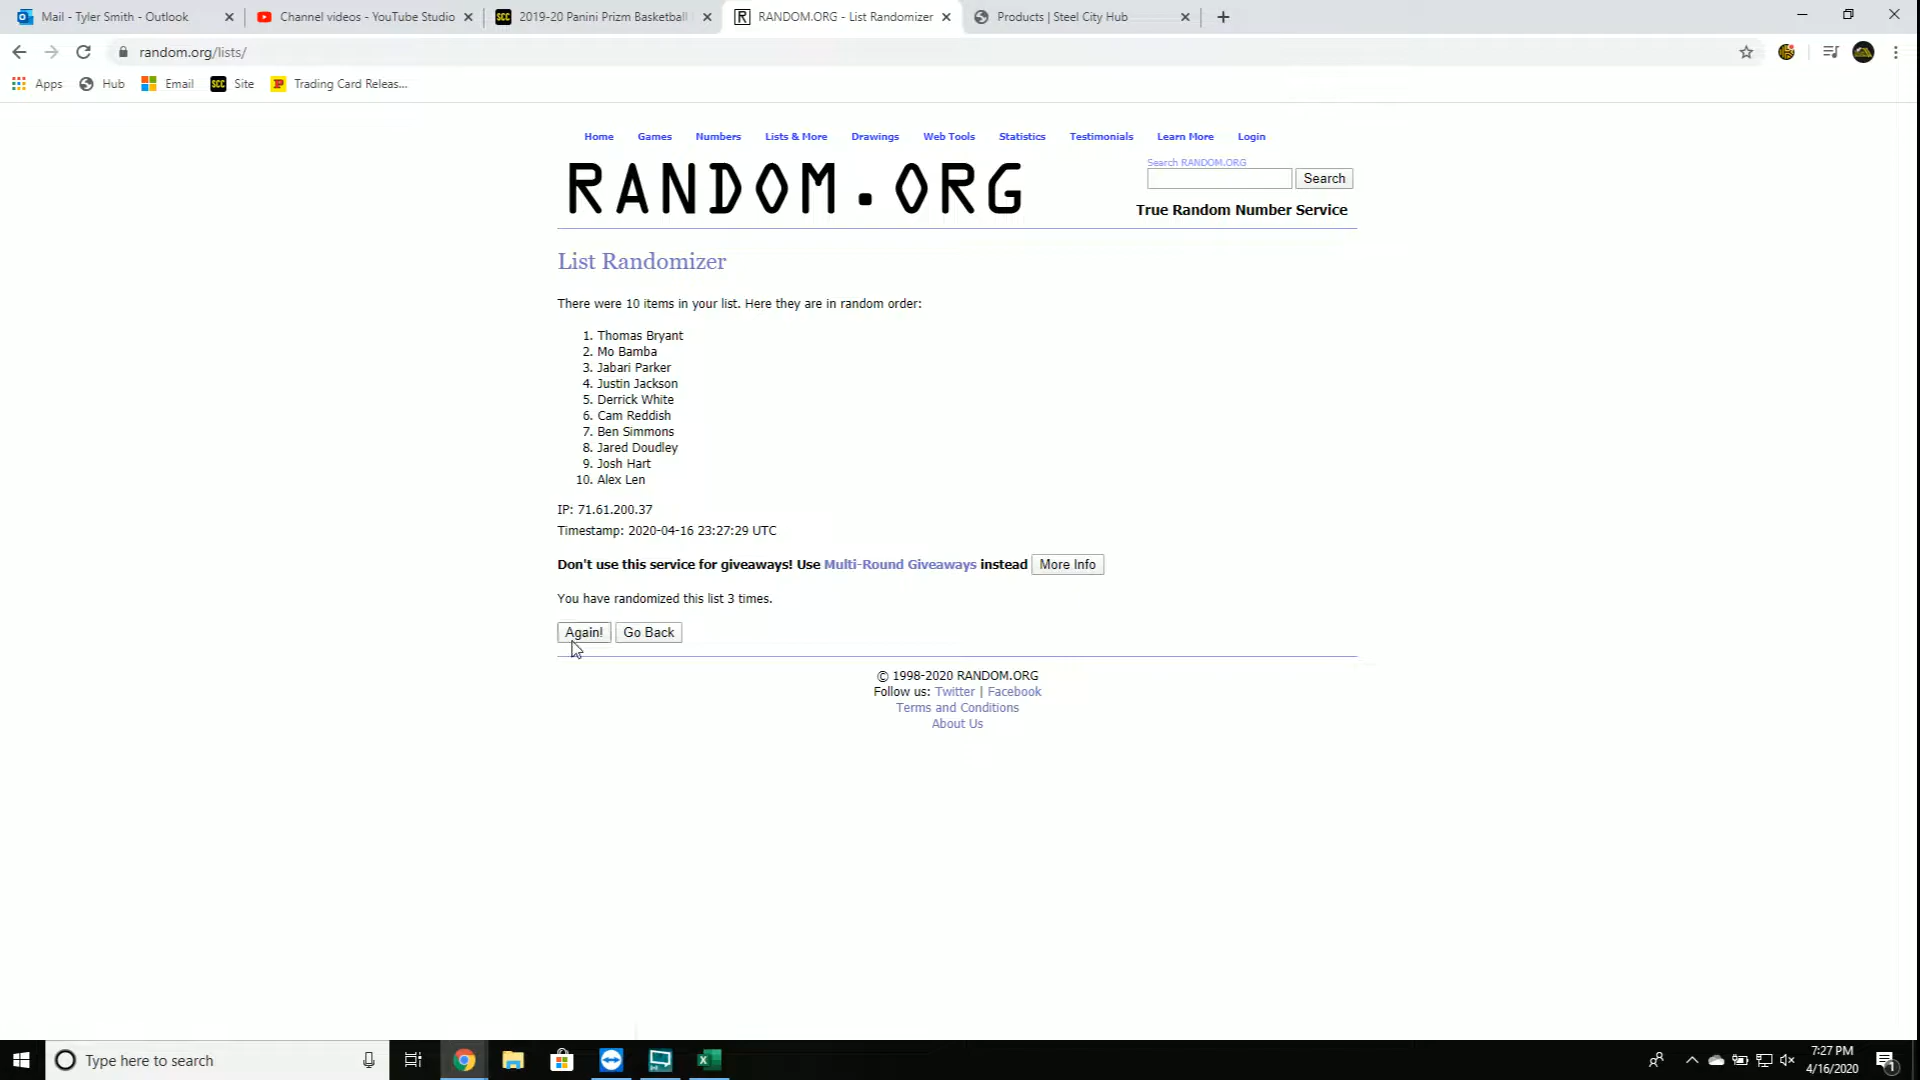 Mail - Tyler Smith - Outlook
Channel videos - YouTube Studio
SCC 2019-20 Panini Prizm Basketball
R RANDOM.ORG - List Randomizer
Products | Steel City Hub
random.org/lists/
Apps
Hub
Email
SCC Site
Trading Card Releas...
Home Games Numbers Lists & More Drawings Web Tools Statistics Testimonials Learn More Login
RANDOM.ORG
Search RANDOM.ORG
Search
True Random Number Service
List Randomizer
There were 10 items in your list. Here they are in random order:
1. Thomas Bryant
2. Mo Bamba
3. Jabari Parker
4. Justin Jackson
5. Derrick White
6. Cam Reddish
7. Ben Simmons
8. Jared Doudley
9. Josh Hart
10. Alex Len
IP: 71.61.200.37
Timestamp: 2020-04-16 23:27:29 UTC
Don't use this service for giveaways! Use Multi-Round Giveaways instead More Info
You have randomized this list 3 times.
Again! Go Back
© 1998-2020 RANDOM.ORG
Follow us: Twitter | Facebook
Terms and Conditions
About Us
Type here to search
7:27 PM
4/16/2020
1